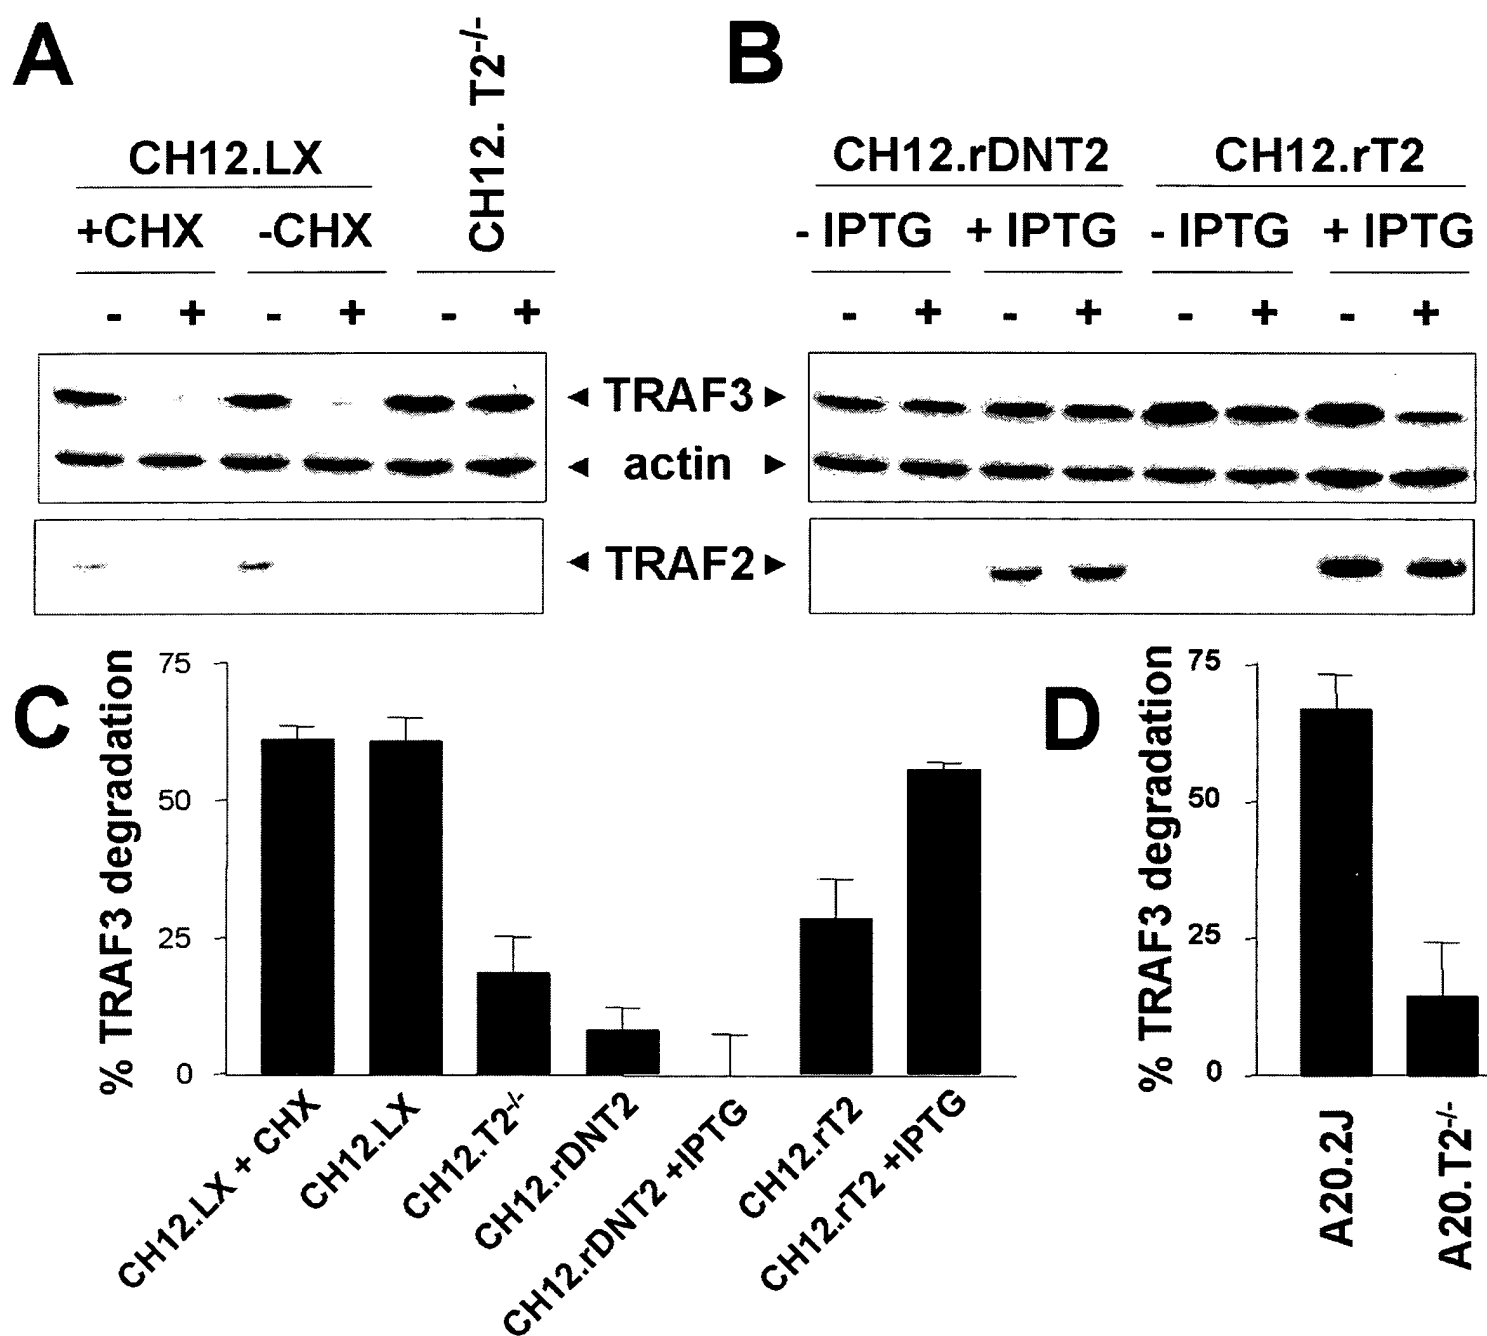 A
CH12.LX
CH12. T2-/-
+CHX -CHX
- + - + - +
B
CH12.rDNT2 CH12.rT2
- IPTG + IPTG - IPTG + IPTG
- + - + - + - +
◄ TRAF3 ►
◄ actin ►
◄ TRAF2 ►
C
% TRAF3 degradation
75
50
25
0
CH12.LX + CHX
CH12.LX
CH12.T2-/-
CH12.rDNT2
CH12.rDNT2 +IPTG
CH12.rT2
CH12.rT2 +IPTG
D
% TRAF3 degradation
75
50
25
0
A20.2J
A20.T2-/-